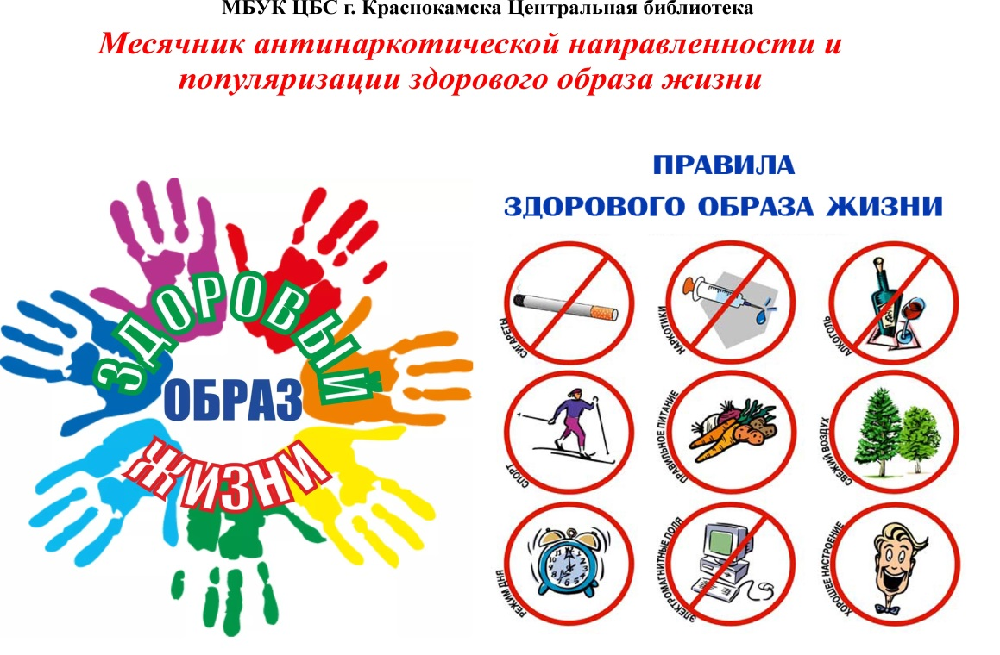 МБУК ЦБС г. Краснокамска Центральная библиотека
Месячник антинаркотической направленности и
популяризации здорового образа жизни
ЗДОРОВЫЙ
ОБРАЗ
ЖИЗНИ
ПРАВИЛА
ЗДОРОВОГО ОБРАЗА ЖИЗНИ
СИГАРЕТЫ
НАРКОТИКИ
АЛКОГОЛЬ
СПОРТ
ПРАВИЛЬНОЕ ПИТАНИЕ
СВЕЖИЙ ВОЗДУХ
РЕЖИМ ДНЯ
ЭЛЕКТРОМАГНИТНЫЕ ПОЛЯ
ХОРОШЕЕ НАСТРОЕНИЕ